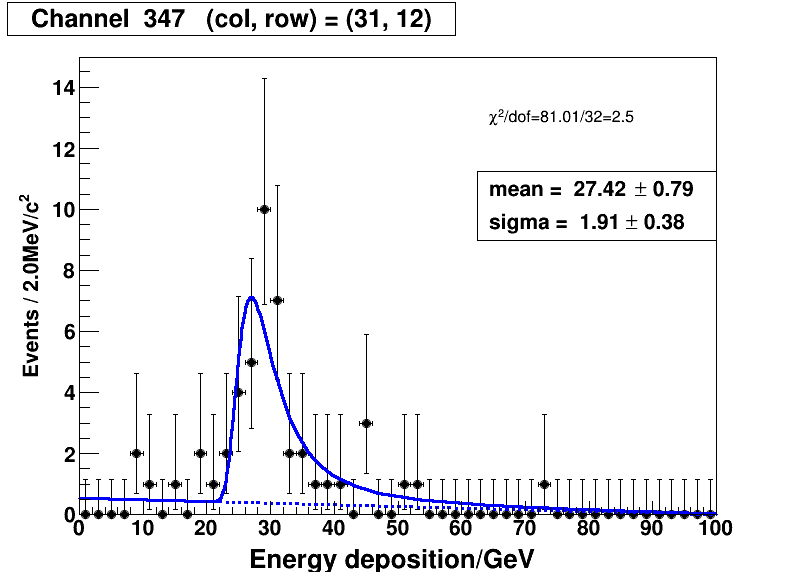 Channel 347 (col, row) = (31, 12)
χ²/dof=81.01/32=2.5
mean = 27.42 ± 0.79
sigma = 1.91 ± 0.38
Events / 2.0MeV/c²
14
12
10
8
6
4
2
0
0 10 20 30 40 50 60 70 80 90 100
Energy deposition/GeV